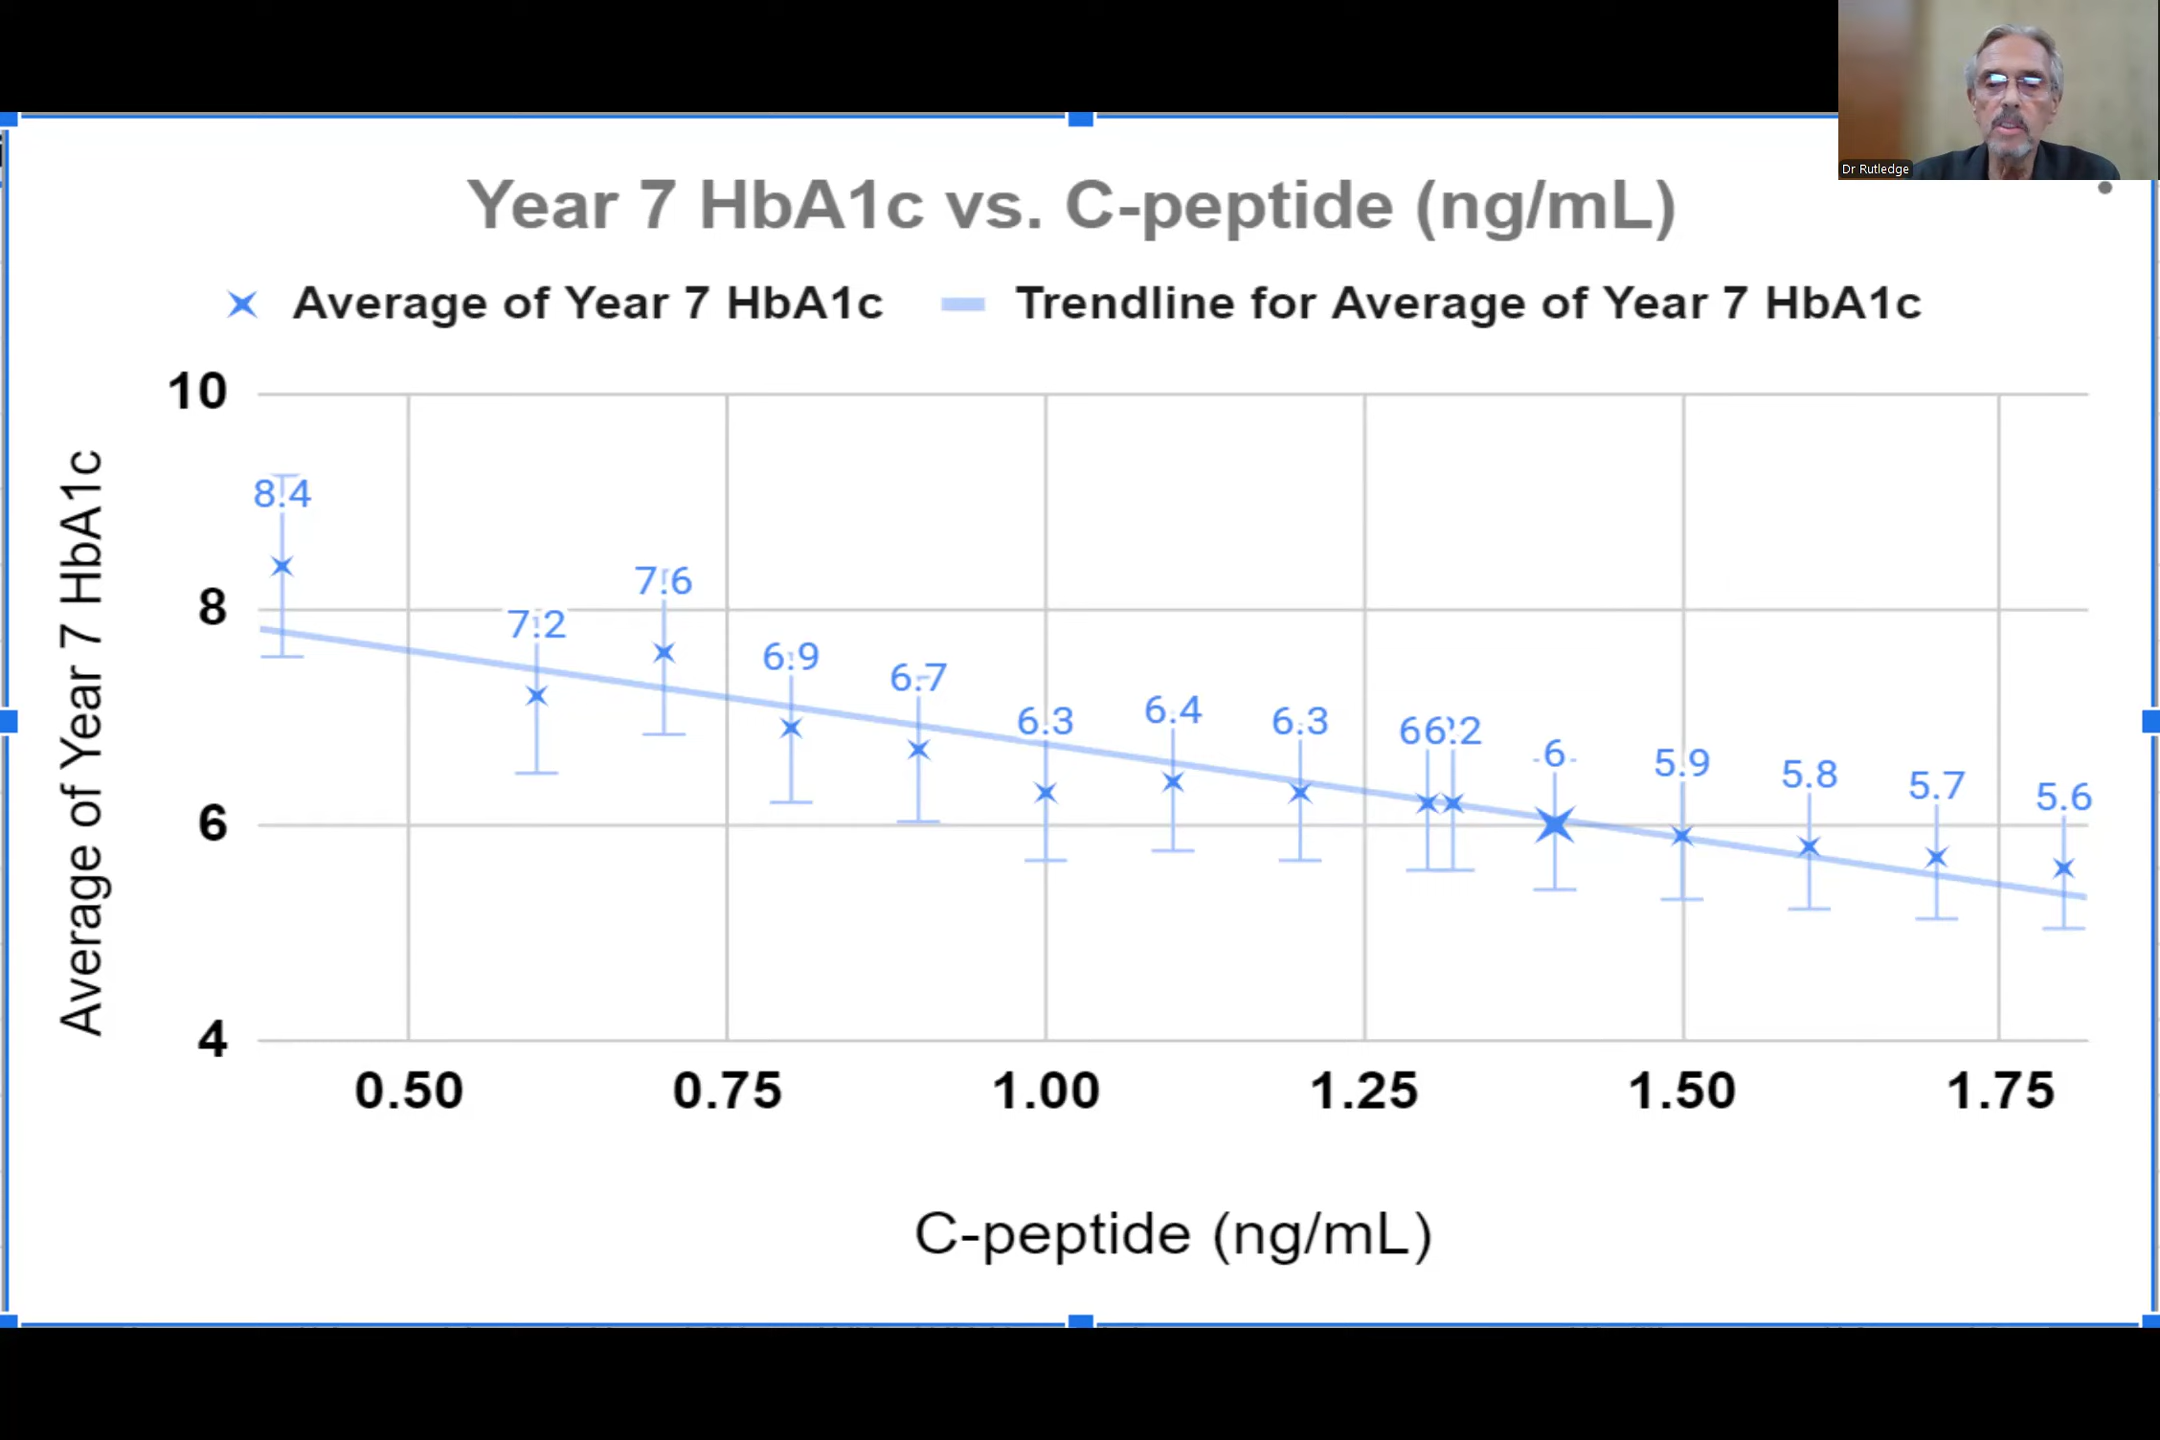 Dr Rutledge
Year 7 HbA1c vs. C-peptide (ng/mL)
Average of Year 7 HbA1c
Trendline for Average of Year 7 HbA1c
Average of Year 7 HbA1c
10
8
6
4
8.4
7.2
7.6
6.9
6.7
6.3
6.4
6.3
6.2
6
5.9
5.8
5.7
5.6
0.50 0.75 1.00 1.25 1.50 1.75
C-peptide (ng/mL)